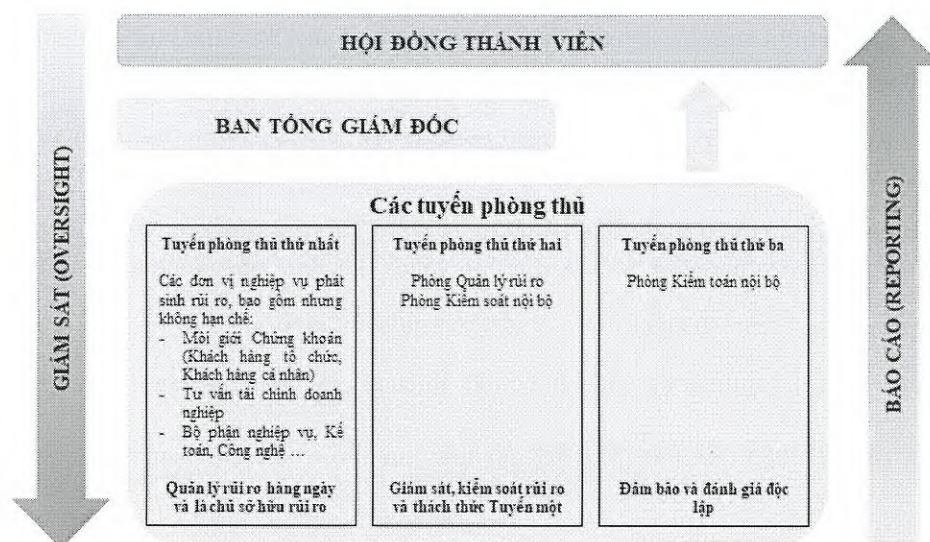 HỘI ĐỒNG THÀNH VIÊN
BAN TỔNG GIÁM ĐỐC
GIÁM SÁT (OVERSIGHT)
BÁO CÁO (REPORTING)
Các tuyến phòng thủ
Tuyến phòng thủ thứ nhất
Các đơn vị nghiệp vụ phát
sinh rủi ro, bao gồm nhưng
không hạn chế:
- Môi giới Chứng khoán
(Khách hàng tổ chức,
Khách hàng cá nhân)
- Tư vấn tài chính doanh
nghiệp
- Bộ phận nghiệp vụ, Kế
toán, Công nghệ ...
Quản lý rủi ro hàng ngày
và là chủ sở hữu rủi ro
Tuyến phòng thủ thứ hai
Phòng Quản lý rủi ro
Phòng Kiểm soát nội bộ
Giám sát, kiểm soát rủi ro
và thách thức Tuyến một
Tuyến phòng thủ thứ ba
Phòng Kiểm toán nội bộ
Đảm bảo và đánh giá độc
lập